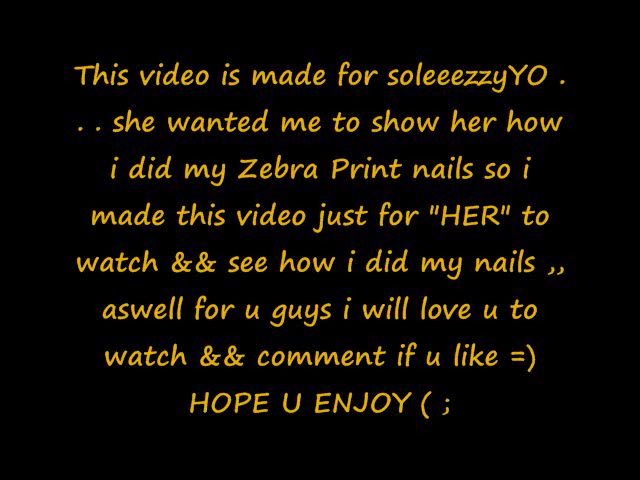 This video is made for soleeezzyYO .
. . she wanted me to show her how
i did my Zebra Print nails so i
made this video just for "HER" to
watch && see how i did my nails ,,
aswell for u guys i will love u to
watch && comment if u like =)
HOPE U ENJOY ( ;